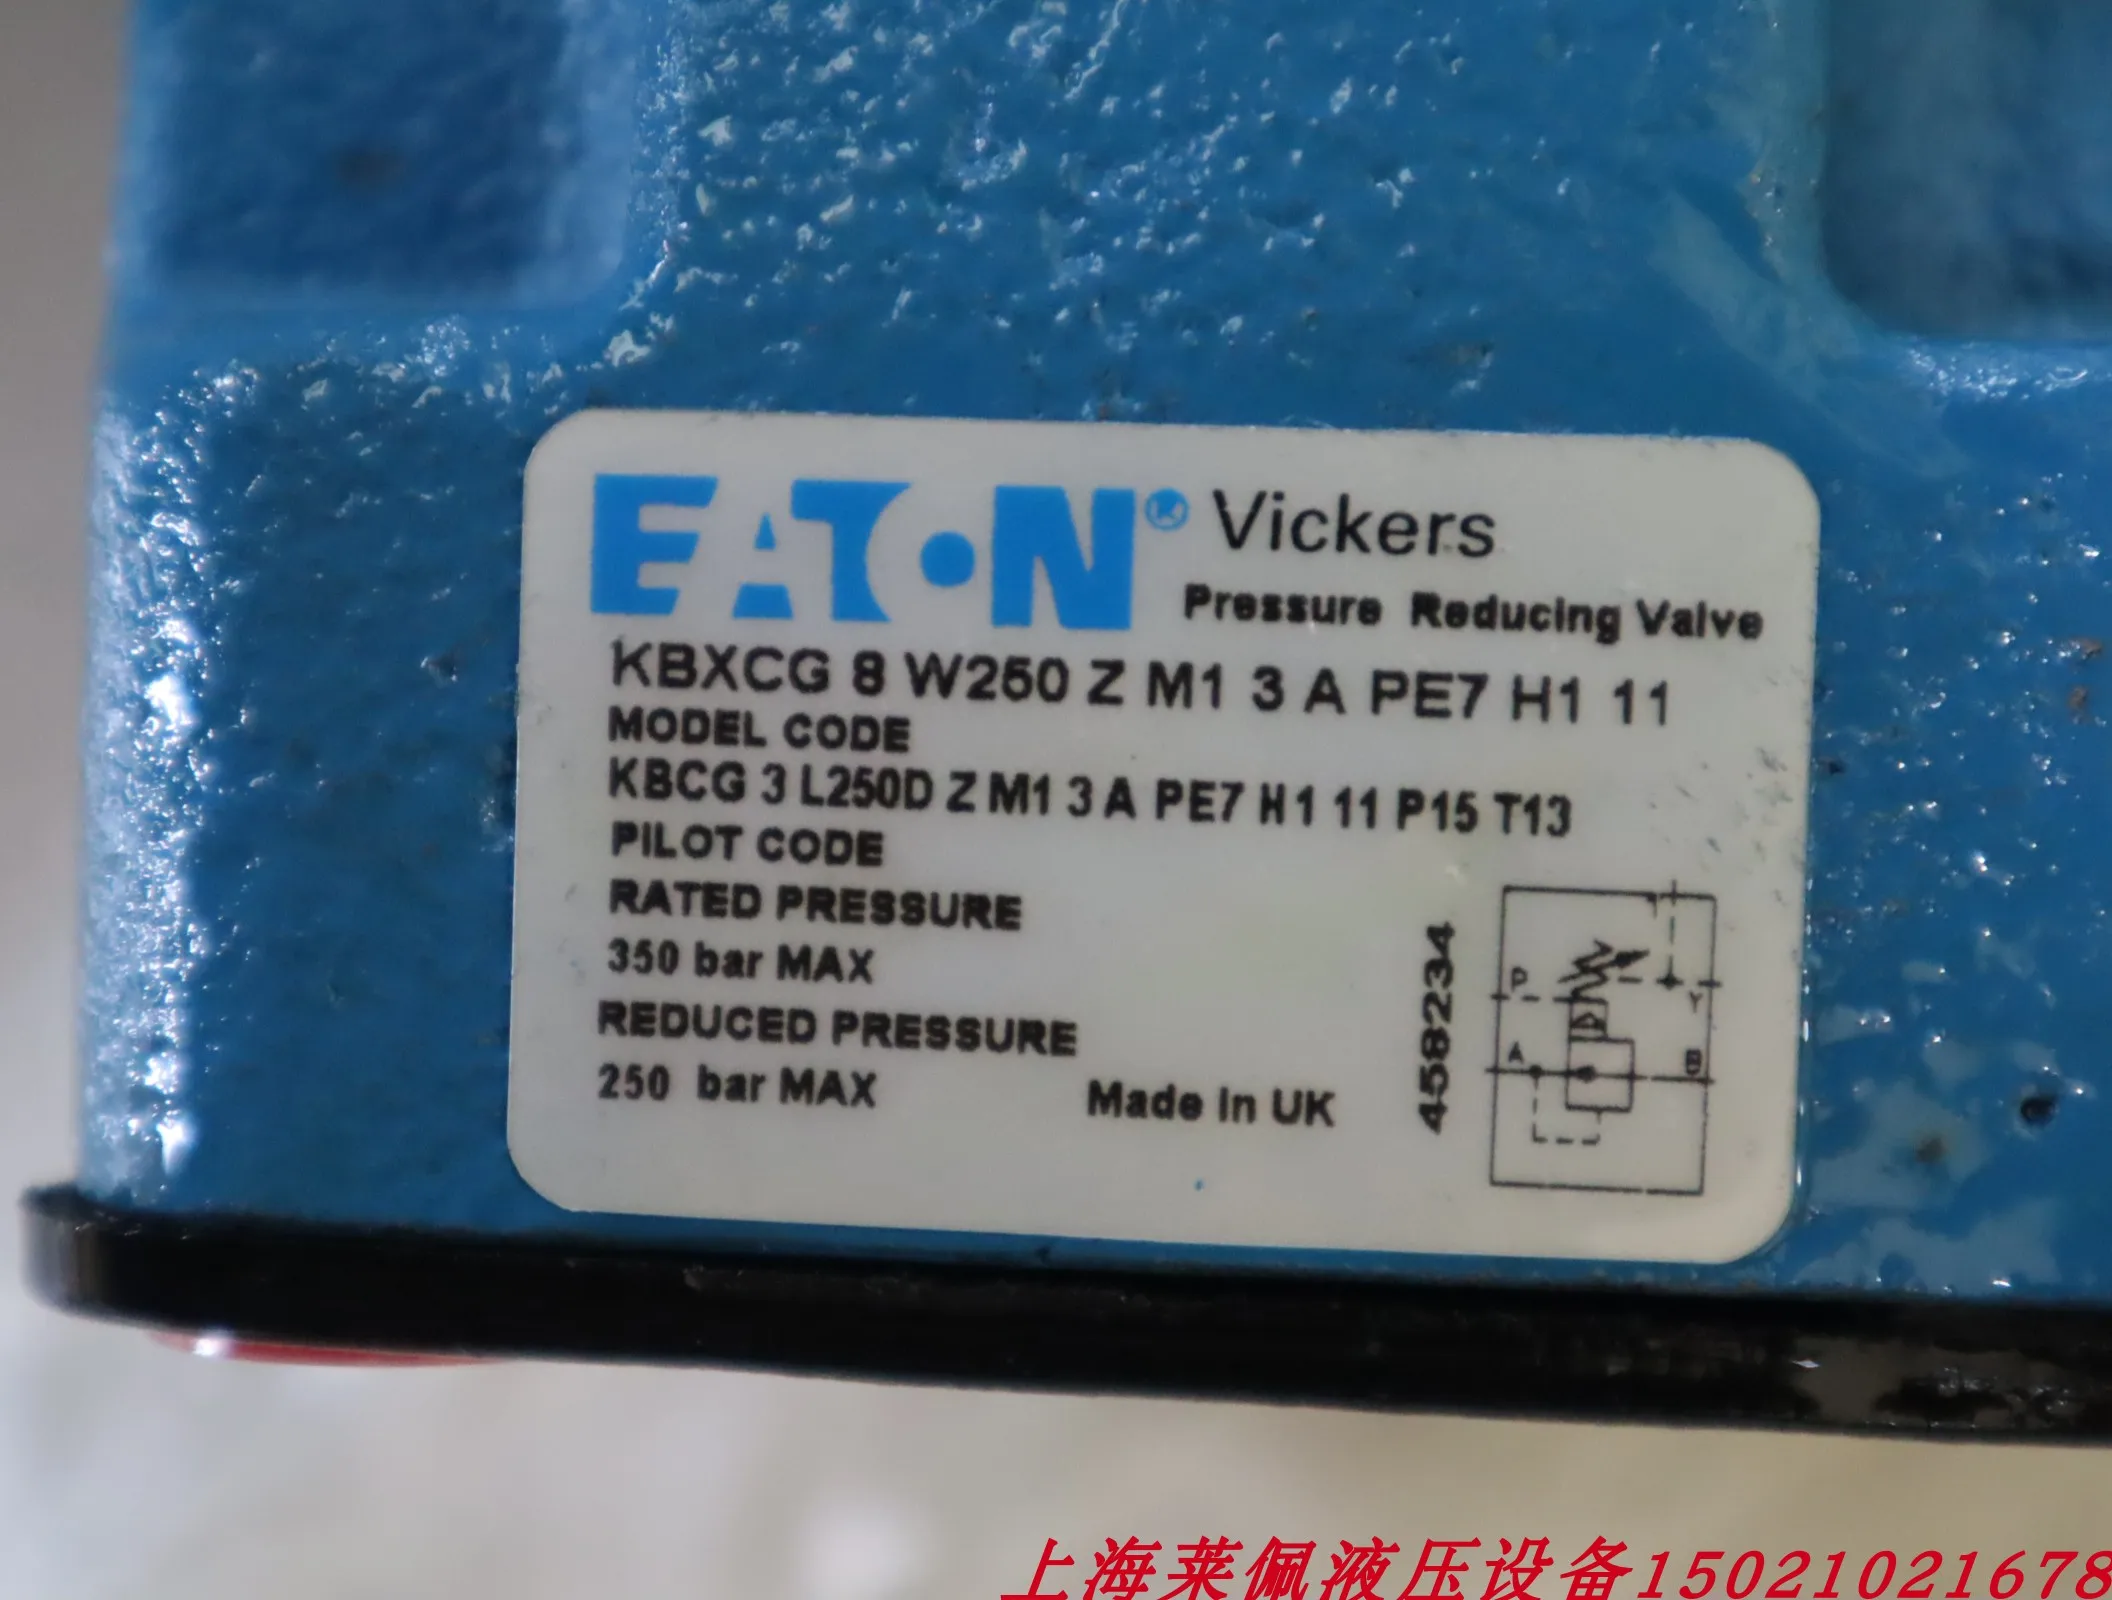 EATON Vickers
Pressure Reducing Valve
KBXCG 8 W250 Z M1 3 A PE7 H1 11
MODEL CODE
KBCG 3 L250D Z M1 3 A PE7 H1 11 P15 T13
PILOT CODE
RATED PRESSURE
350 bar MAX
REDUCED PRESSURE
250 bar MAX
Made in UK
458234
P
Y
A
B
上海莱佩液压设备15021021678